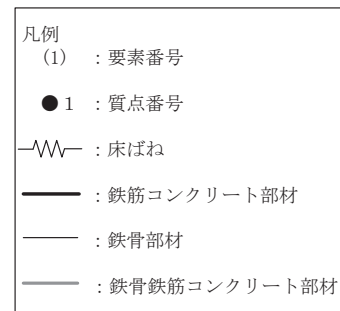 凡例
(1) ：要素番号
●1 ：質点番号
：床ばね
：鉄筋コンクリート部材
：鉄骨部材
：鉄骨鉄筋コンクリート部材